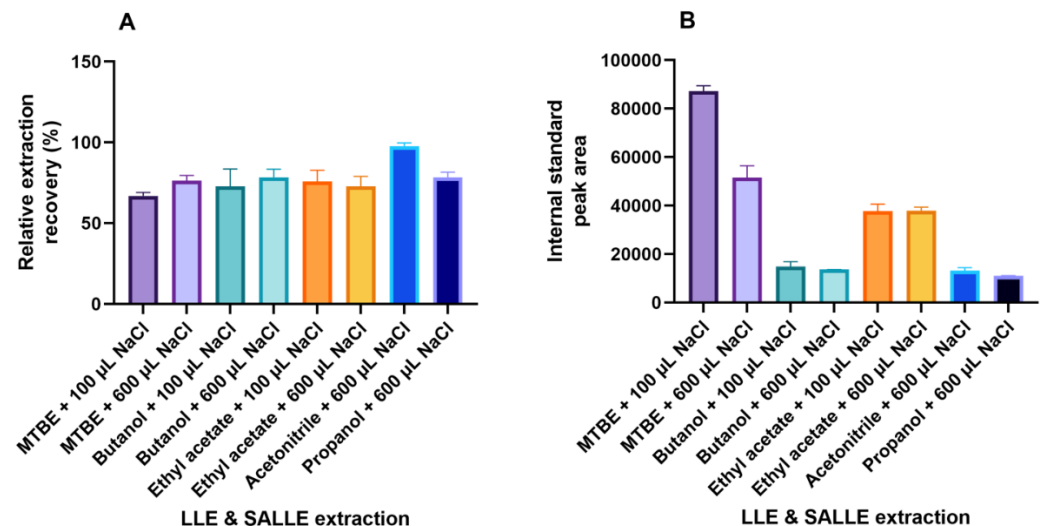 A
Relative extraction
recovery (%)
150
100
50
0
MTBE + 100 µL NaCl
MTBE + 600 µL NaCl
Butanol + 100 µL NaCl
Butanol + 600 µL NaCl
Ethyl acetate + 100 µL NaCl
Ethyl acetate + 600 µL NaCl
Acetonitrile + 600 µL NaCl
Propanol + 600 µL NaCl
LLE & SALLE extraction
B
Internal standard
peak area
100000
80000
60000
40000
20000
0
MTBE + 100 µL NaCl
MTBE + 600 µL NaCl
Butanol + 100 µL NaCl
Butanol + 600 µL NaCl
Ethyl acetate + 100 µL NaCl
Ethyl acetate + 600 µL NaCl
Acetonitrile + 600 µL NaCl
Propanol + 600 µL NaCl
LLE & SALLE extraction